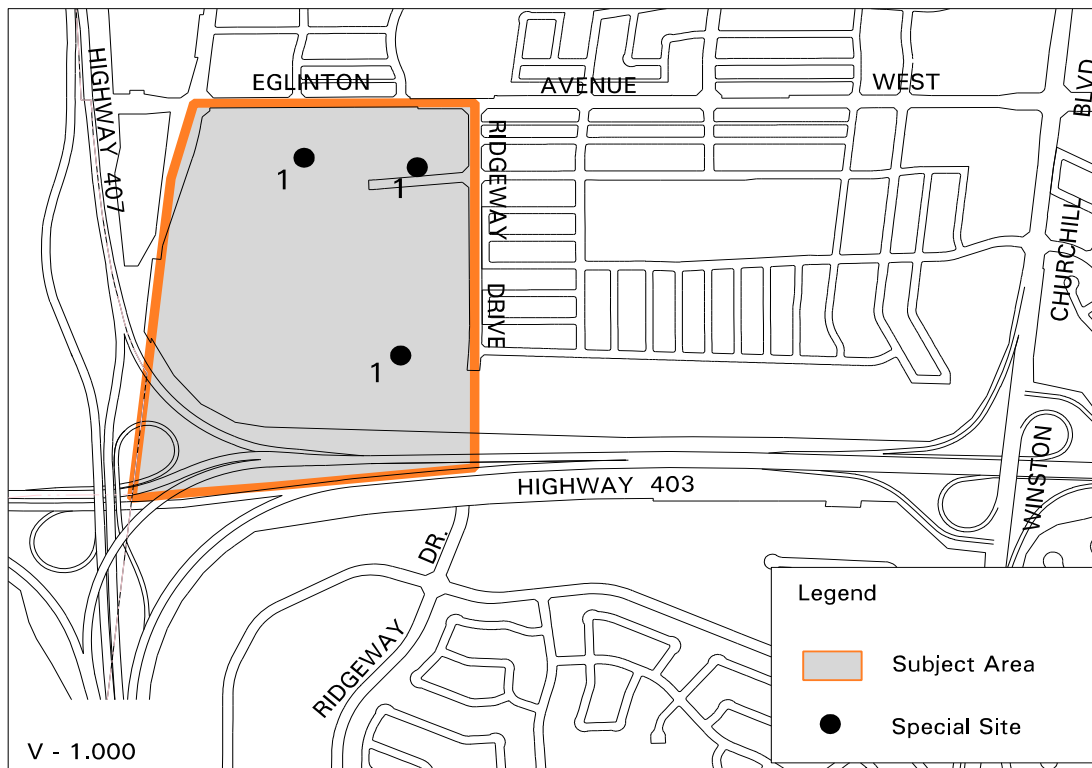 EGLINTON AVENUE WEST
HIGHWAY 407
BLVD
RIDGEWAY DRIVE
1
1
CHURCHILL
1
WINSTON
HIGHWAY 403
DR.
RIDGEWAY
Legend
Subject Area
Special Site
V - 1.000